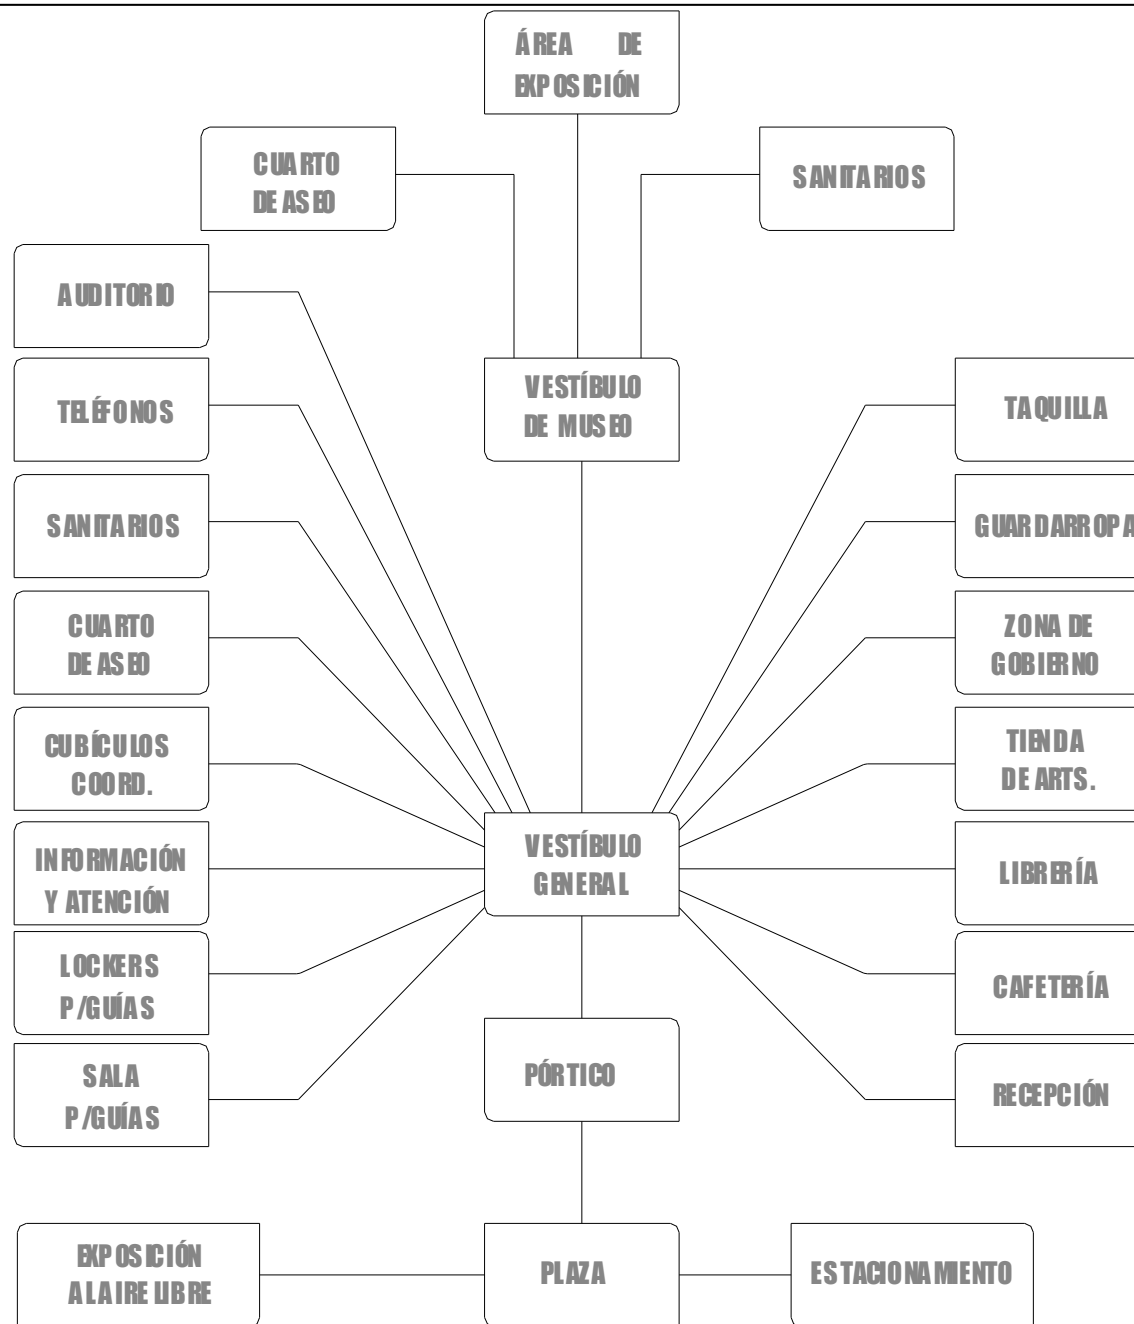 ÁREA DE
EXPOSICIÓN
CUARTO
DE ASEO
SANITARIOS
AUDITORIO
TELÉFONOS
SANITARIOS
CUARTO
DE ASEO
CUBÍCULOS
COORD.
INFORMACIÓN
Y ATENCIÓN
LOCKERS
P/GUÍAS
SALA
P/GUÍAS
VESTÍBULO
DE MUSEO
VESTÍBULO
GENERAL
PÓRTICO
TAQUILLA
GUARDARROPA
ZONA DE
GOBIERNO
TIENDA
DE ARTS.
LIBRERÍA
CAFETERÍA
RECEPCIÓN
EXPOSICIÓN
AL AIRE LIBRE
PLAZA
ESTACIONAMIENTO